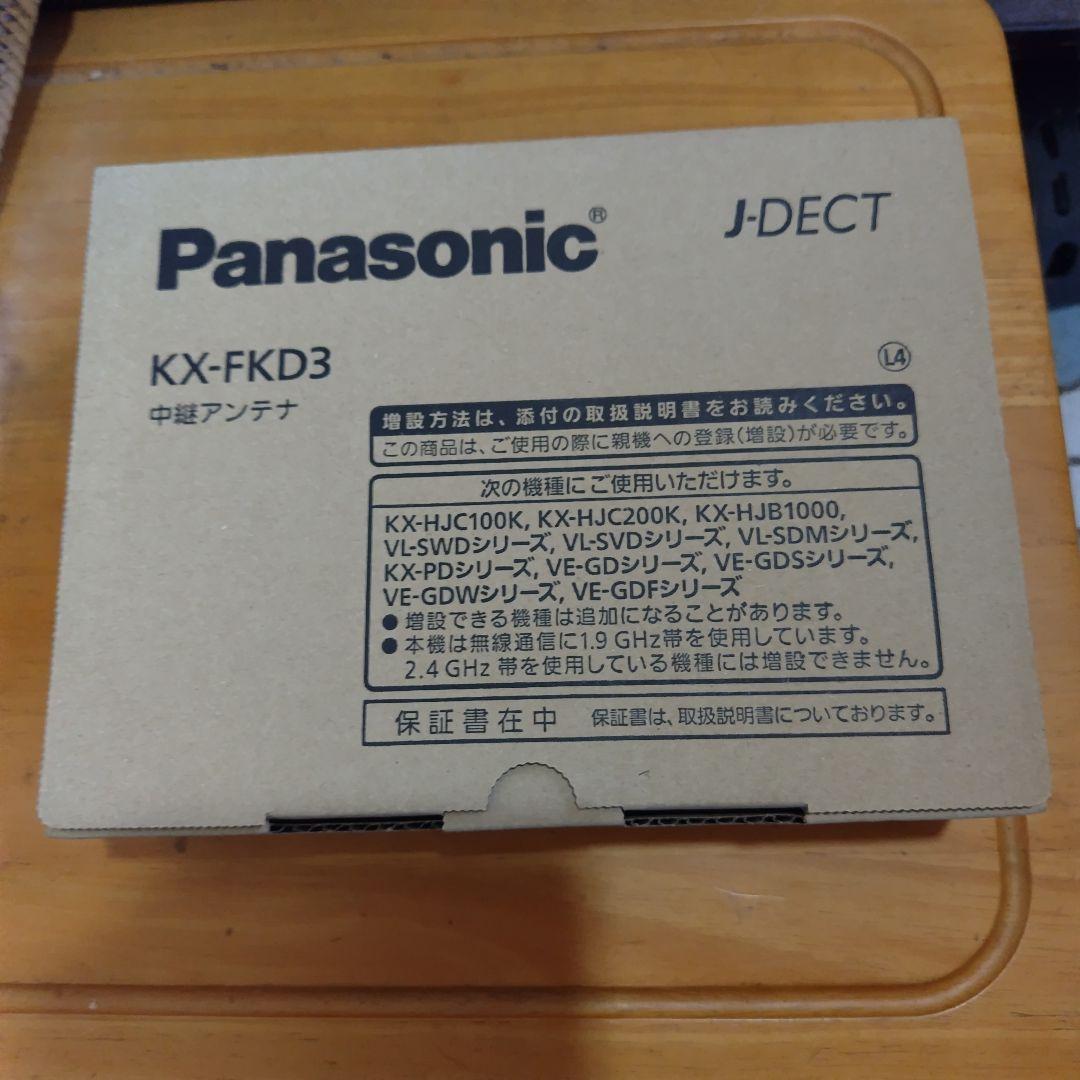 Panasonic®
J-DECT
KX-FKD3
中継アンテナ
L4
増設方法は、添付の取扱説明書をお読みください。
この商品は、ご使用の際に親機への登録(増設)が必要です。
次の機種にご使用いただけます。
KX-HJC100K, KX-HJC200K, KX-HJB1000,
VL-SWDシリーズ, VL-SVDシリーズ, VL-SDMシリーズ,
KX-PDシリーズ, VE-GDシリーズ, VE-GDSシリーズ,
VE-GDWシリーズ, VE-GDFシリーズ
● 増設できる機種は追加になることがあります。
● 本機は無線通信に1.9 GHz帯を使用しています。
2.4 GHz 帯を使用している機種には増設できません。
保証書在中 保証書は、取扱説明書についております。